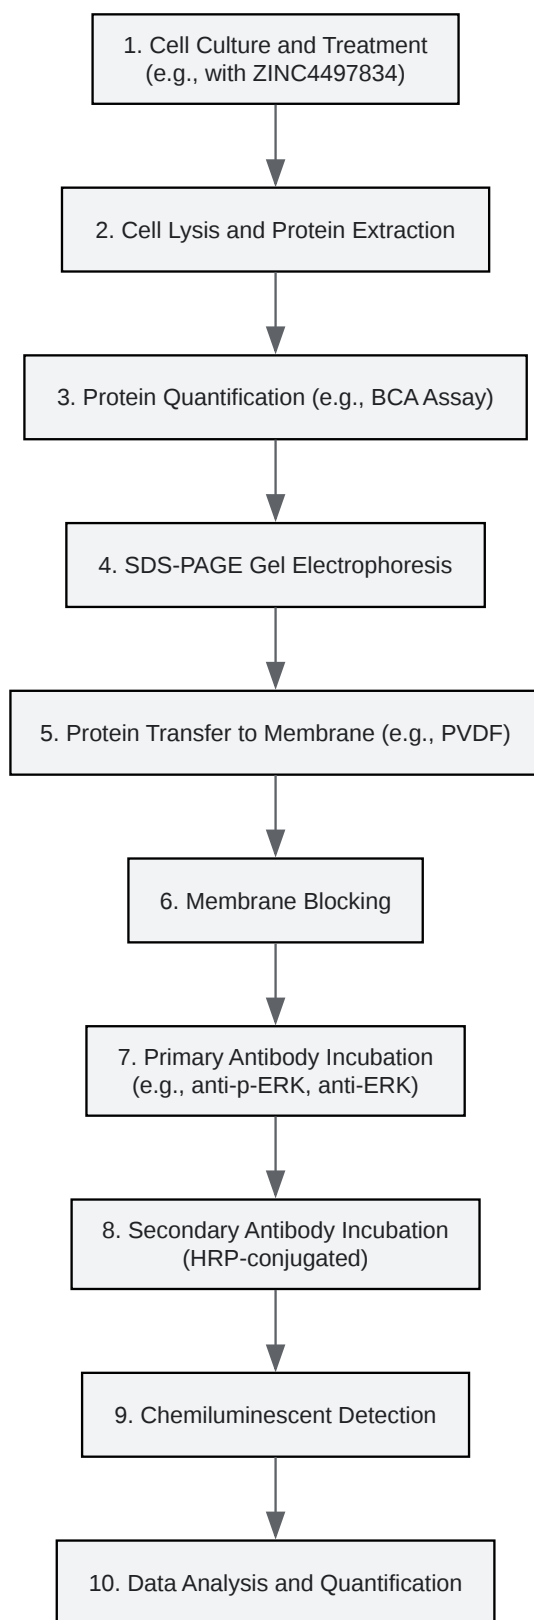 1. Cell Culture and Treatment
(e.g., with ZINC4497834)
2. Cell Lysis and Protein Extraction
3. Protein Quantification (e.g., BCA Assay)
4. SDS-PAGE Gel Electrophoresis
5. Protein Transfer to Membrane (e.g., PVDF)
6. Membrane Blocking
7. Primary Antibody Incubation
(e.g., anti-p-ERK, anti-ERK)
8. Secondary Antibody Incubation
(HRP-conjugated)
9. Chemiluminescent Detection
10. Data Analysis and Quantification